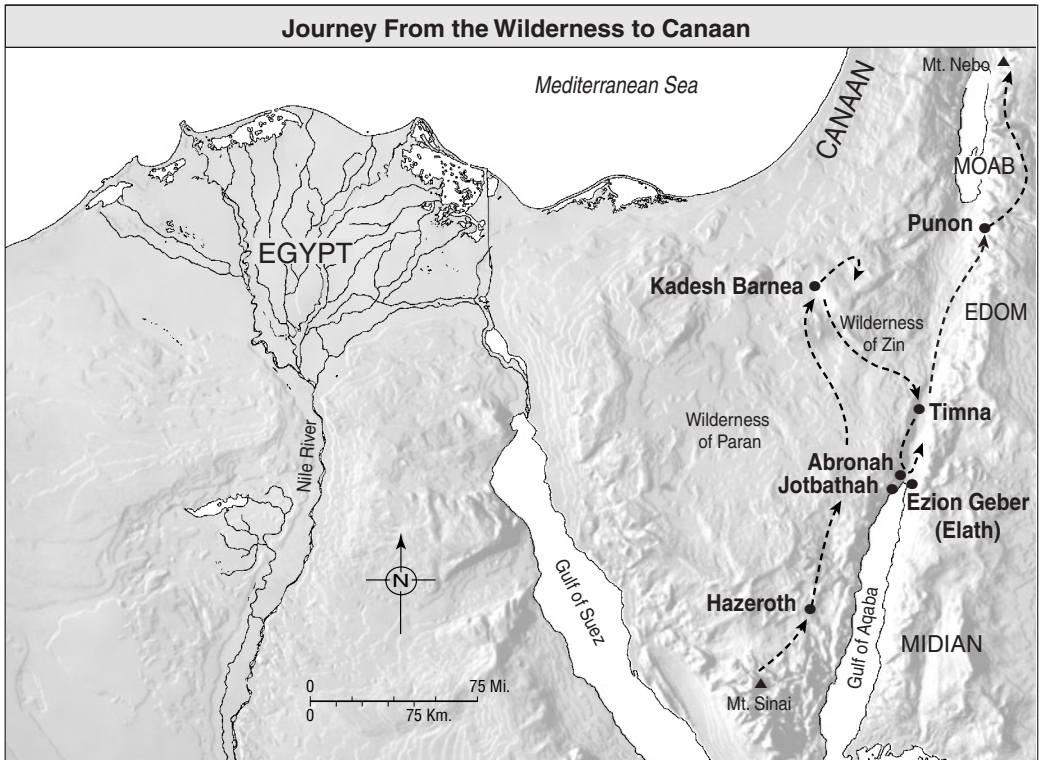 Journey From the Wilderness to Canaan
Mt. Nebo
Mediterranean Sea
CANAAN
MOAB
Punon
EGYPT
Kadesh Barnea
EDOM
Wilderness
of Zin
Timna
Wilderness
of Paran
Nile River
Abronah
Jotbathah
Ezion Geber
(Elath)
N
Gulf of Suez
Hazeroth
Gulf of Aqaba
MIDIAN
0
75 Mi.
0
75 Km.
Mt. Sinai